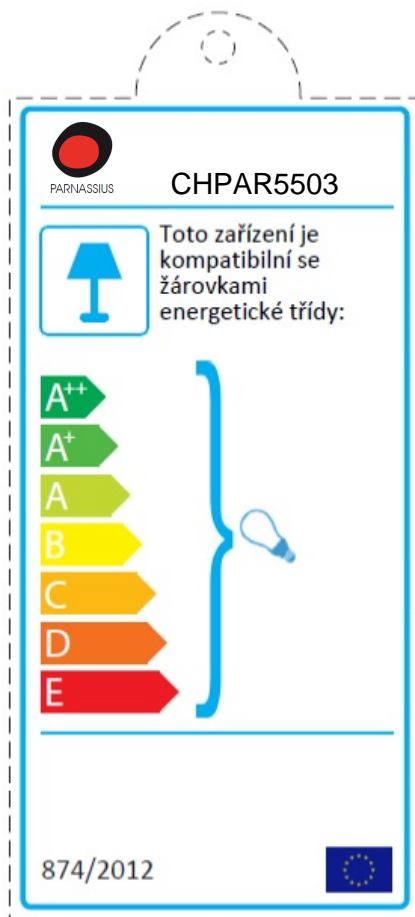 PARNASSIUS
CHPAR5503
Toto zařízení je
kompatibilní se
žárovkami
energetické třídy:
A++
A+
A
B
C
D
E
874/2012